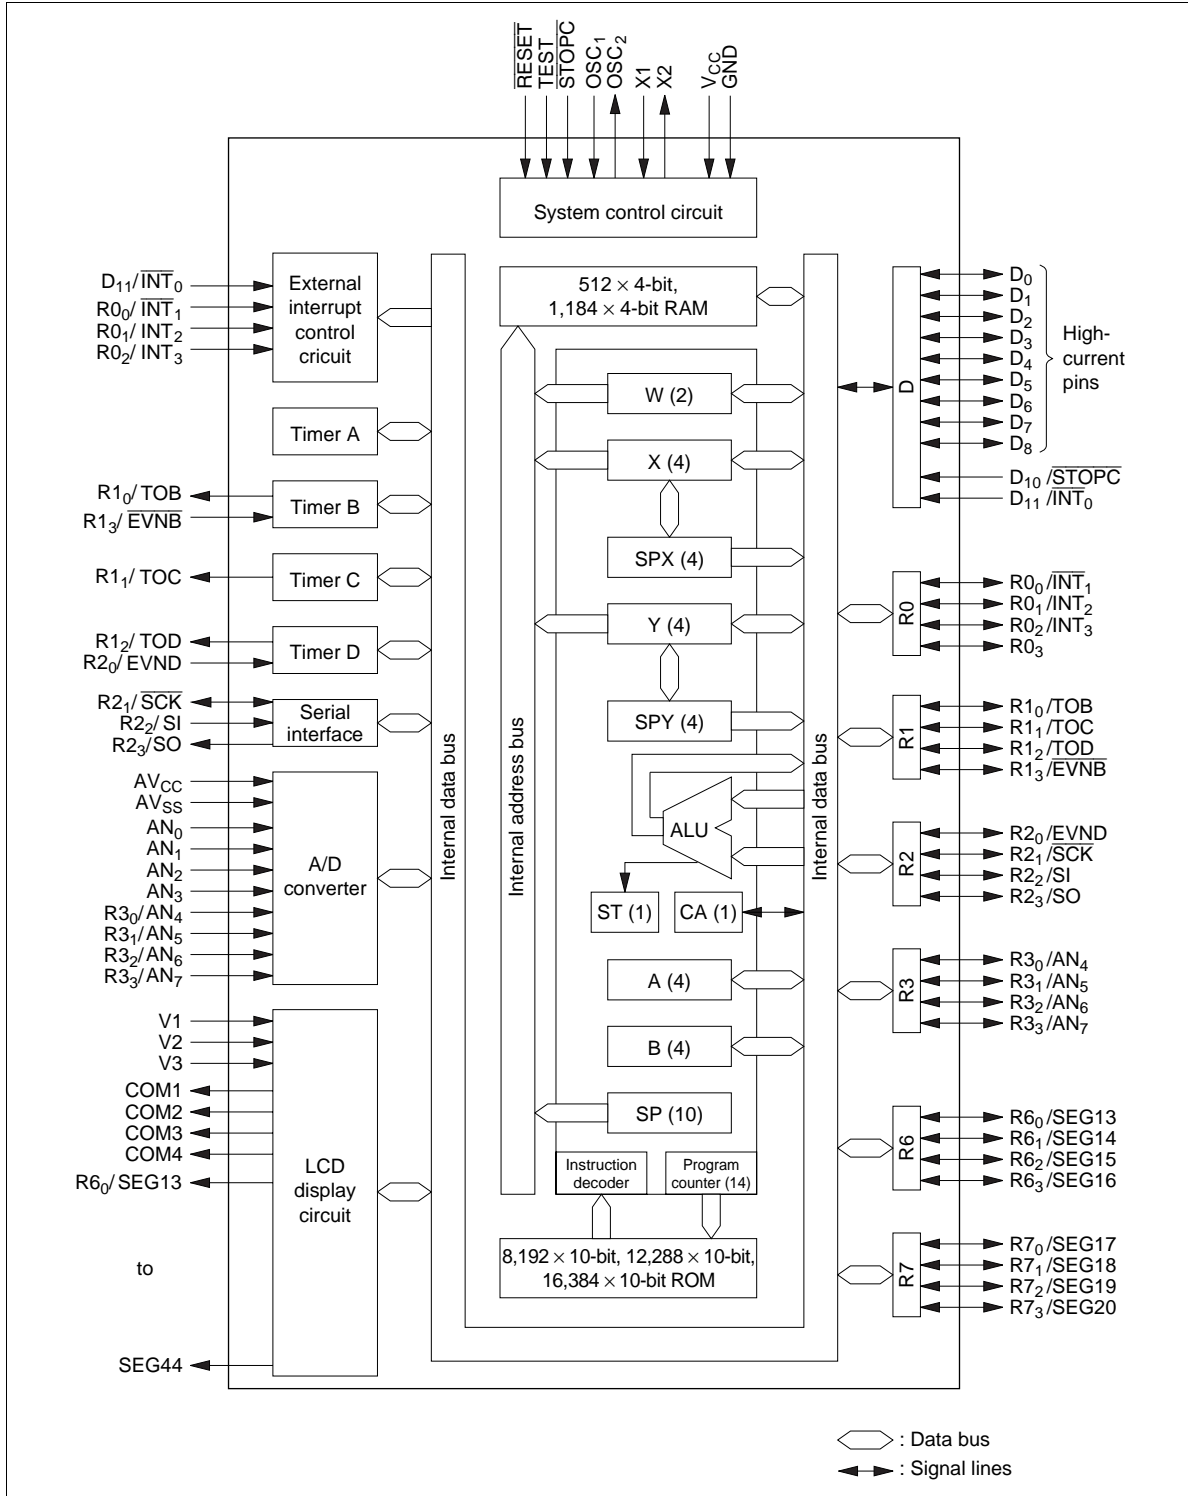 RESET
TEST
STOPC
OSC1
OSC2
X1
X2
VCC
GND
System control circuit
D11/INT0
R00/INT1
R01/INT2
R02/INT3
External
interrupt
control
cricuit
Timer A
R10/TOB
R13/EVNB
Timer B
R11/TOC
Timer C
R12/TOD
R20/EVND
Timer D
R21/SCK
R22/SI
R23/SO
Serial
interface
AVCC
AVSS
AN0
AN1
AN2
AN3
R30/AN4
R31/AN5
R32/AN6
R33/AN7
A/D
converter
V1
V2
V3
COM1
COM2
COM3
COM4
R60/SEG13
to
SEG44
LCD
display
circuit
Internal data bus
Internal address bus
512 × 4-bit,
1,184 × 4-bit RAM
W (2)
X (4)
SPX (4)
Y (4)
SPY (4)
ALU
ST (1)
CA (1)
A (4)
B (4)
SP (10)
Instruction
decoder
Program
counter (14)
8,192 × 10-bit, 12,288 × 10-bit,
16,384 × 10-bit ROM
Internal data bus
D
D0
D1
D2
D3
D4
D5
D6
D7
D8
High-
current
pins
D10/STOPC
D11/INT0
R0
R00/INT1
R01/INT2
R02/INT3
R03
R1
R10/TOB
R11/TOC
R12/TOD
R13/EVNB
R2
R20/EVND
R21/SCK
R22/SI
R23/SO
R3
R30/AN4
R31/AN5
R32/AN6
R33/AN7
R6
R60/SEG13
R61/SEG14
R62/SEG15
R63/SEG16
R7
R70/SEG17
R71/SEG18
R72/SEG19
R73/SEG20
: Data bus
: Signal lines